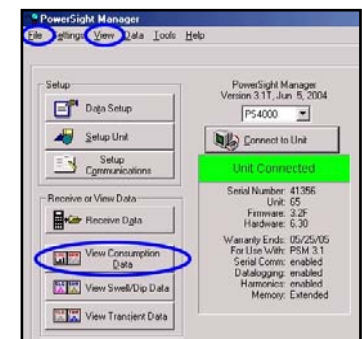 PowerSight Manager
File Settings View Data Tools Help
Setup
Data Setup
Setup Unit
Setup
Communications
Receive or View Data
Receive Data
View Consumption
Data
View Swell/Dip Data
View Transient Data
PowerSight Manager
Version 3.1T, Jun 5, 2004
PS4000
Connect to Unit
Unit Connected
Serial Number: 41356
Unit: 65
Firmware: 3.2F
Hardware: 6.30
Warranty Ends: 05/25/05
For Use With: PSM 3.1
Serial Comm: enabled
Datalogging: enabled
Harmonics: enabled
Memory: Extended